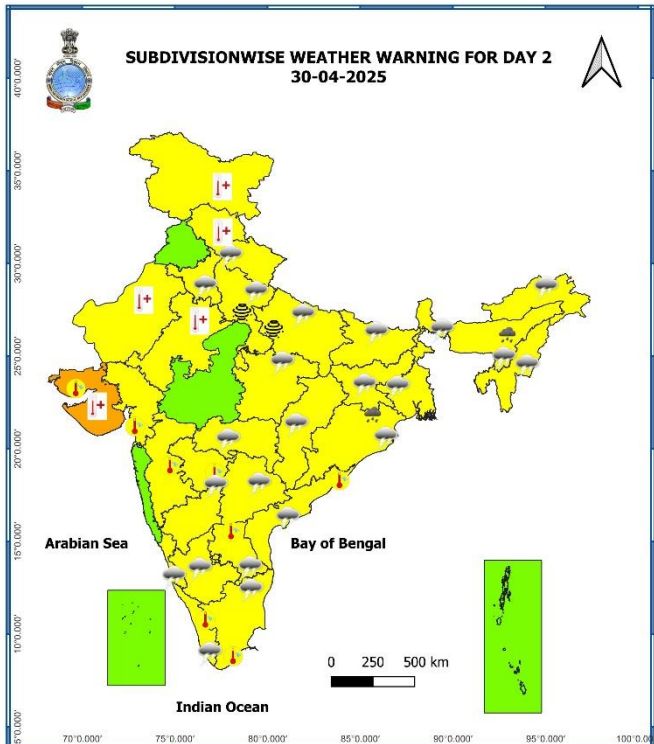 SUBDIVISIONWISE WEATHER WARNING FOR DAY 2
30-04-2025
40°0.000'
35°0.000'
30°0.000'
25°0.000'
20°0.000'
15°0.000'
10°0.000'
5°0.000'
Arabian Sea
Bay of Bengal
0 250 500 km
Indian Ocean
70°0.000' 75°0.000' 80°0.000' 85°0.000' 90°0.000' 95°0.000' 100°0.00